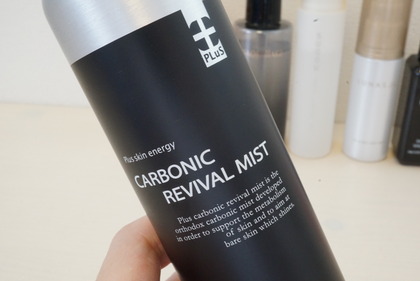 PLuS
Plus skin energy
CARBONIC
REVIVAL MIST
Plus carbonic revival mist is the
orthodox carbonic mist developed
in order to support the metabolism
of skin and to aim at
bare skin which shines.